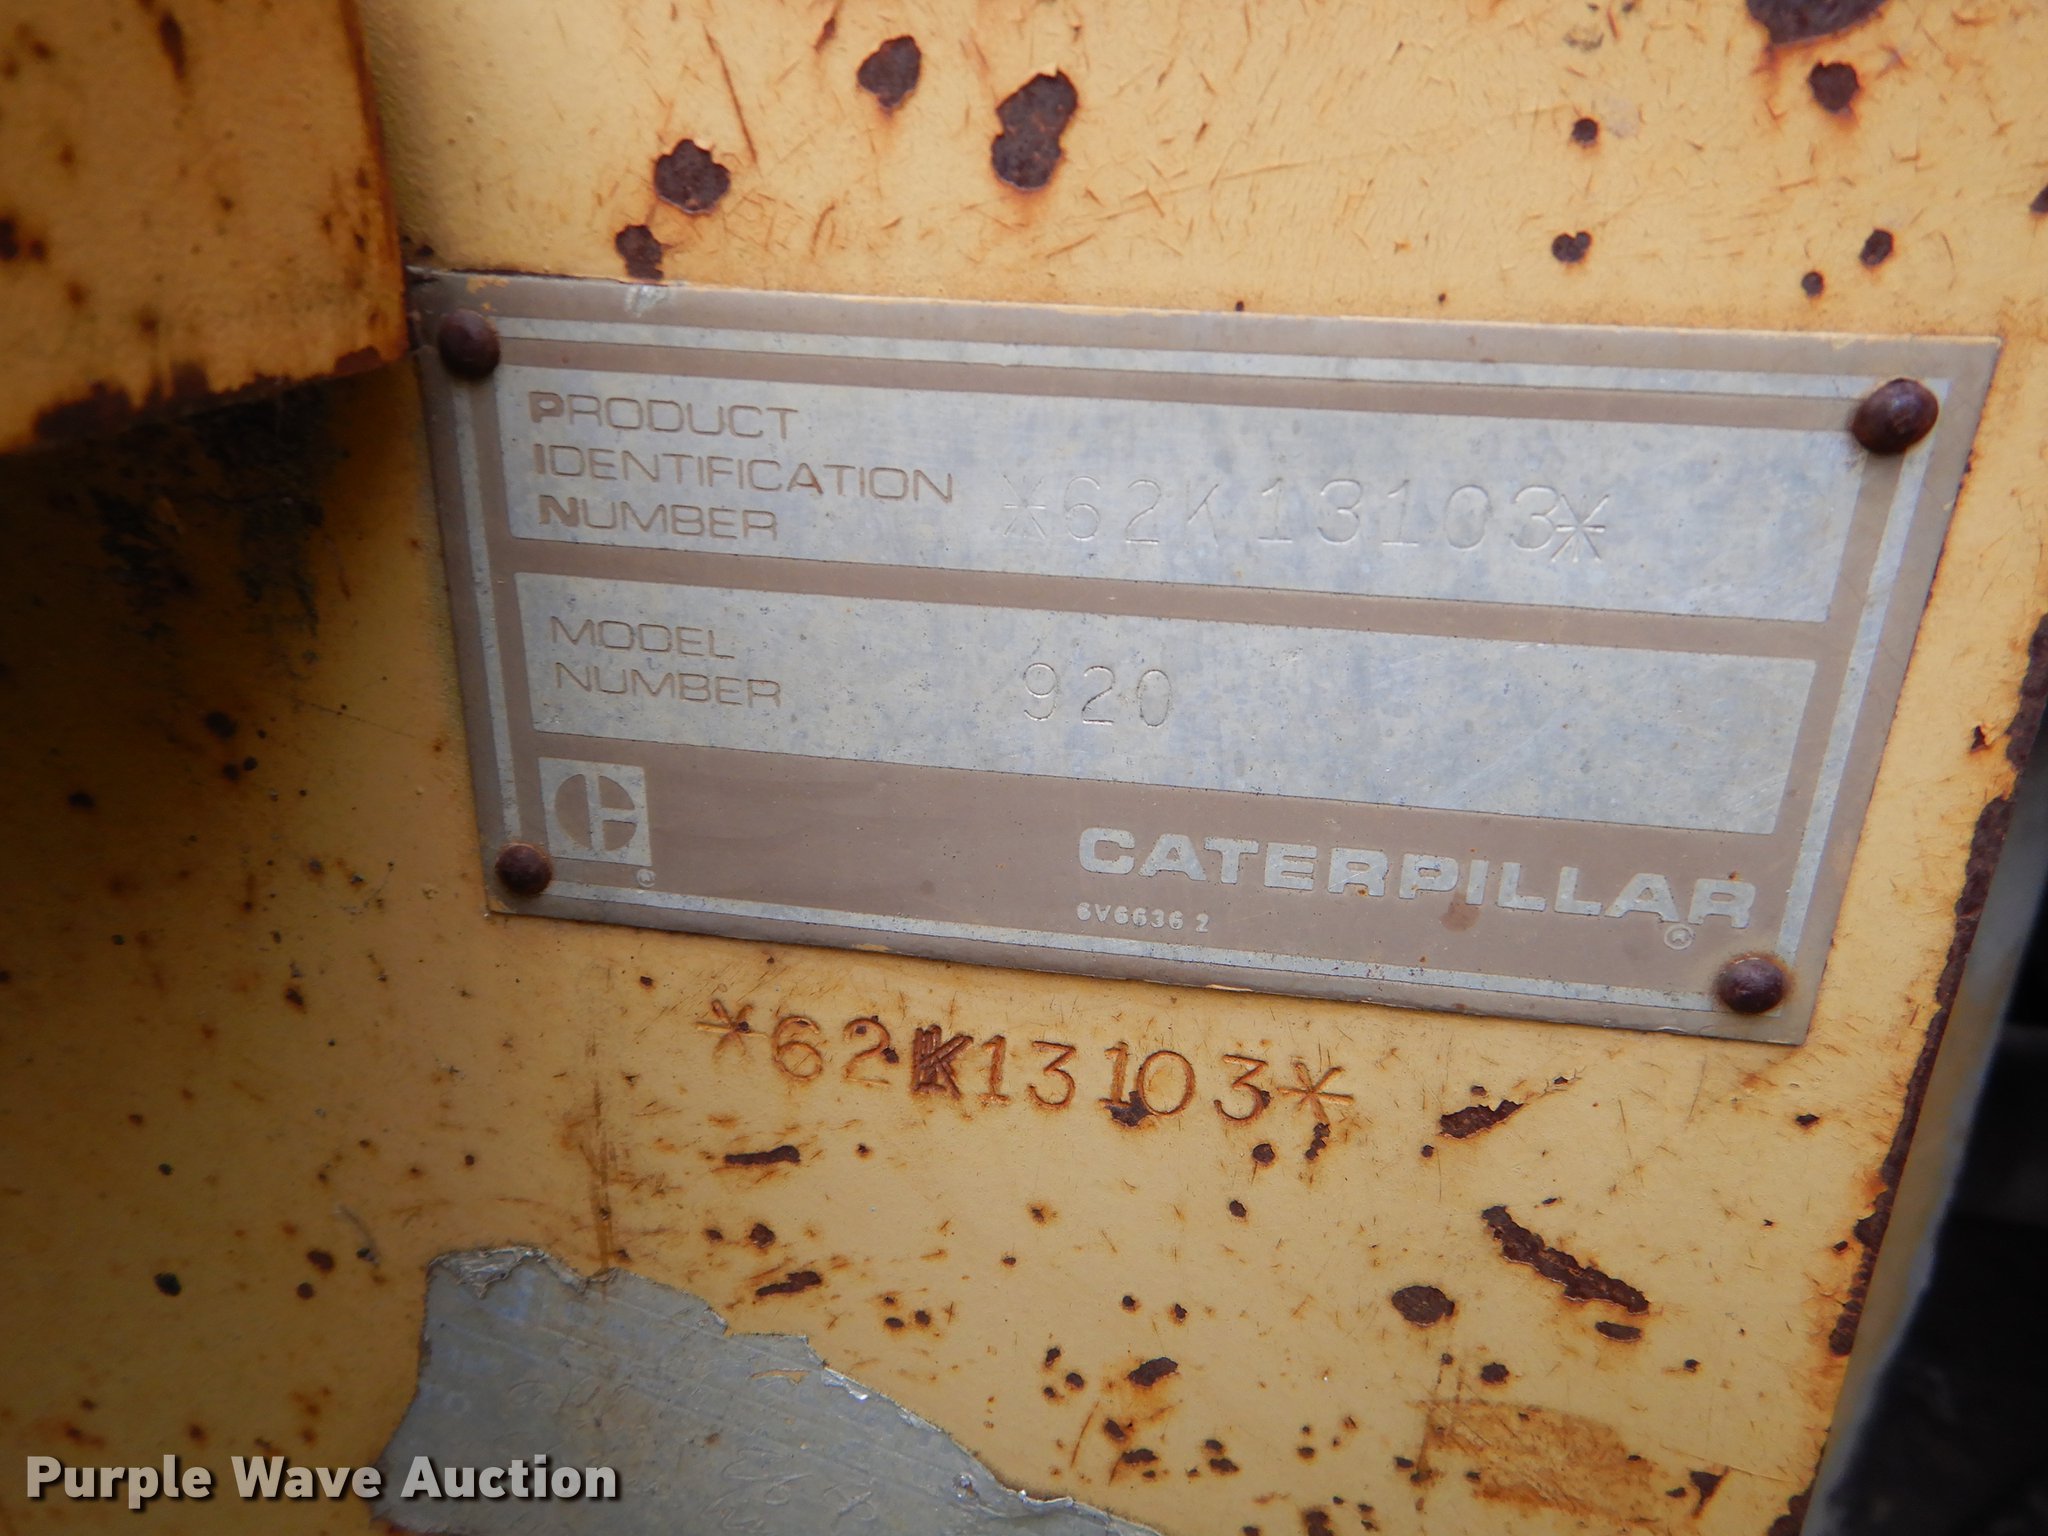 PRODUCT
IDENTIFICATION
NUMBER
*62K13103*
MODEL
NUMBER
920
CATERPILLAR
6V6636 2
*62K13103*
Purple Wave Auction